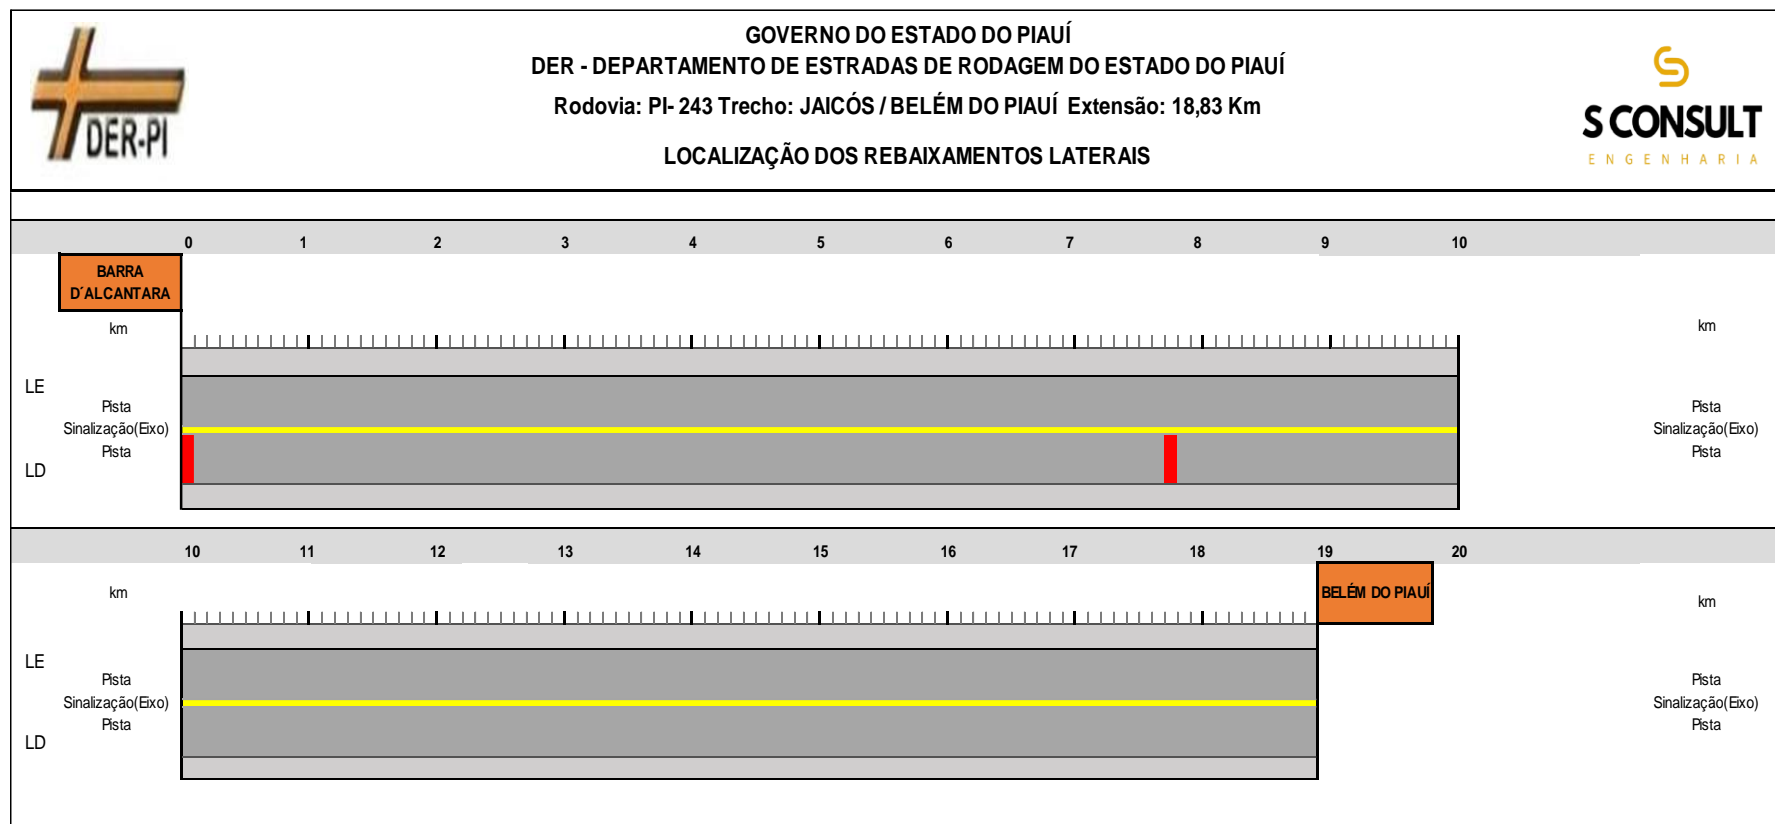 GOVERNO DO ESTADO DO PIAUÍ
DER - DEPARTAMENTO DE ESTRADAS DE RODAGEM DO ESTADO DO PIAUÍ
Rodovia: PI- 243 Trecho: JAICÓS / BELÉM DO PIAUÍ Extensão: 18,83 Km
LOCALIZAÇÃO DOS REBAIXAMENTOS LATERAIS
DER-PI
S CONSULT
ENGENHARIA
0 1 2 3 4 5 6 7 8 9 10
BARRA
D´ALCANTARA
km km
LE
Pista Pista
Sinalização(Eixo) Sinalização(Eixo)
Pista Pista
LD
10 11 12 13 14 15 16 17 18 19 20
BELÉM DO PIAUÍ
km km
LE
Pista Pista
Sinalização(Eixo) Sinalização(Eixo)
Pista Pista
LD